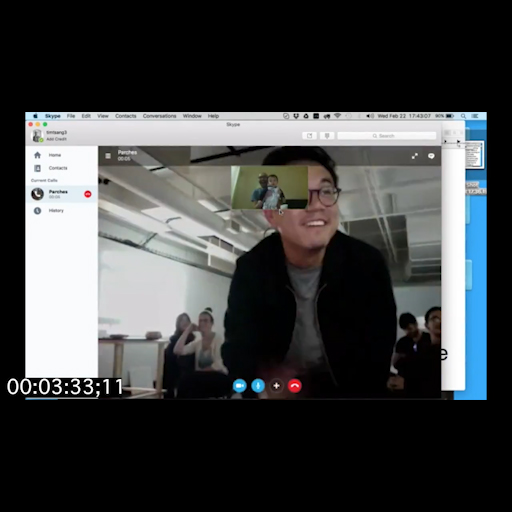 Skype File Edit View Contacts Conversations Window Help Wed Feb 22 17:43:07 90%
Skype
timtsang3
Add Credit
Search
Home
Contacts
Current Calls
Perches
00:05
History
Perches
00:05
e
00:03:33;11